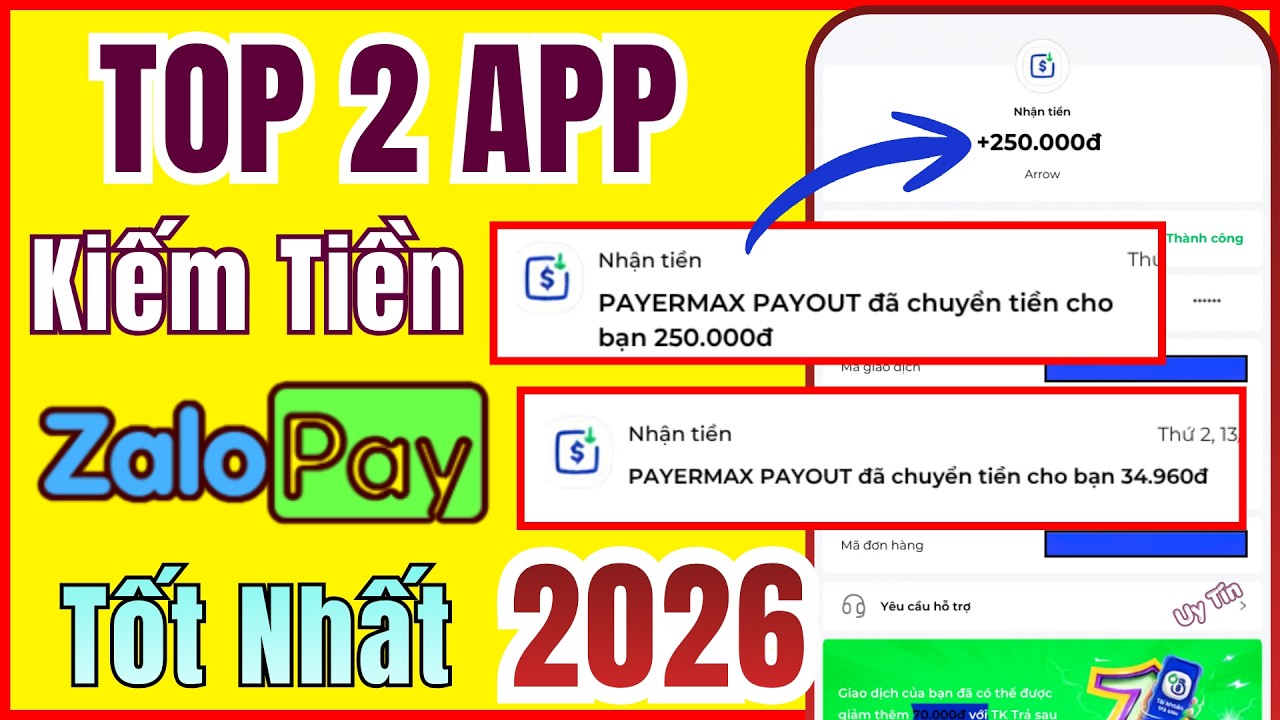 TOP 2 APP
Kiếm Tiền
ZaloPay
Tốt Nhất
2026
Nhận tiền
+250.000đ
Arrow
Thành công
******
Nhận tiền
PAYERMAX PAYOUT đã chuyển tiền cho
bạn 250.000đ
Mã giao dịch
Nhận tiền
Thứ 2, 13,
PAYERMAX PAYOUT đã chuyển tiền cho bạn 34.960đ
Mã đơn hàng
Yêu cầu hỗ trợ
Uy Tín
Giao dịch của bạn đã có thể được
giảm thêm 70.000đ với TK Trả sau
7